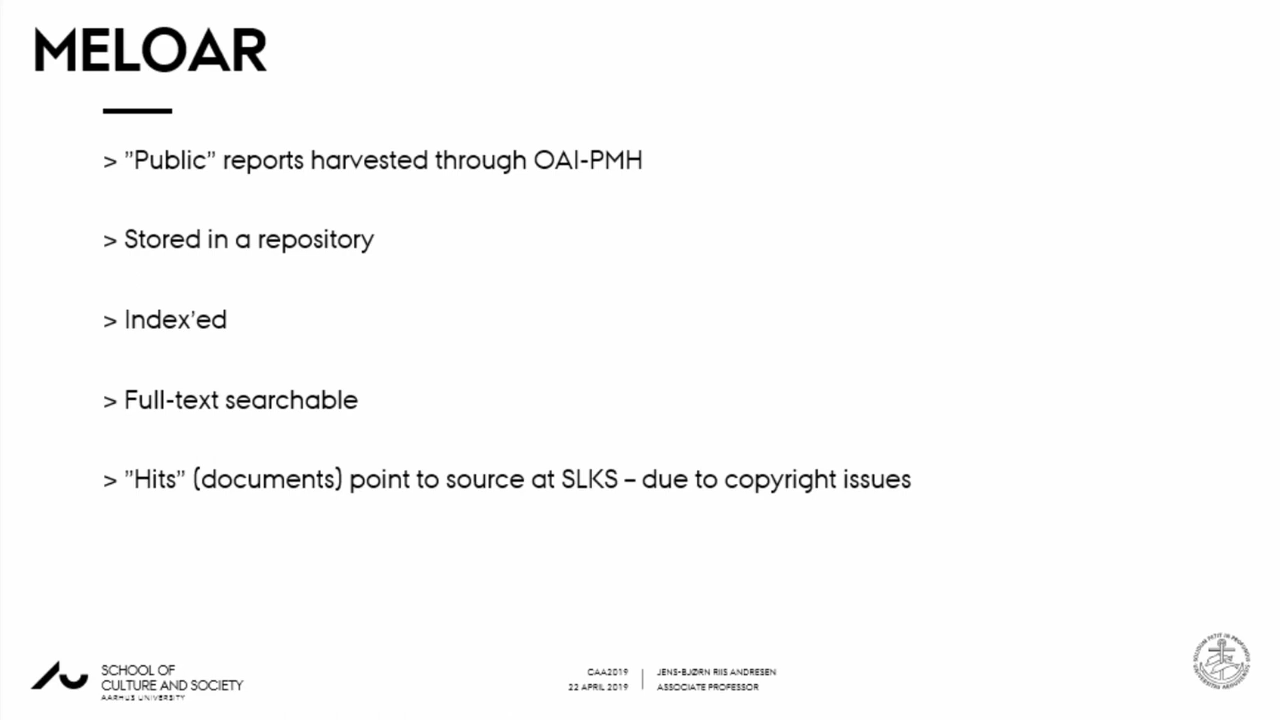 MELOAR
> ”Public” reports harvested through OAI-PMH
> Stored in a repository
> Index’ed
> Full-text searchable
> ”Hits” (documents) point to source at SLKS – due to copyright issues
SCHOOL OF
CULTURE AND SOCIETY
AARHUS UNIVERSITY
CAA2019
22 APRIL 2019
JENS-BJØRN RIIS ANDRESEN
ASSOCIATE PROFESSOR